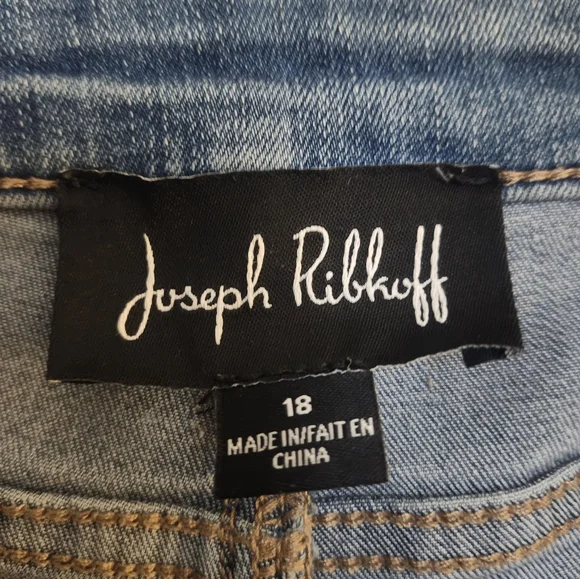 Joseph Ribkoff
18
MADE IN/FAIT EN
CHINA